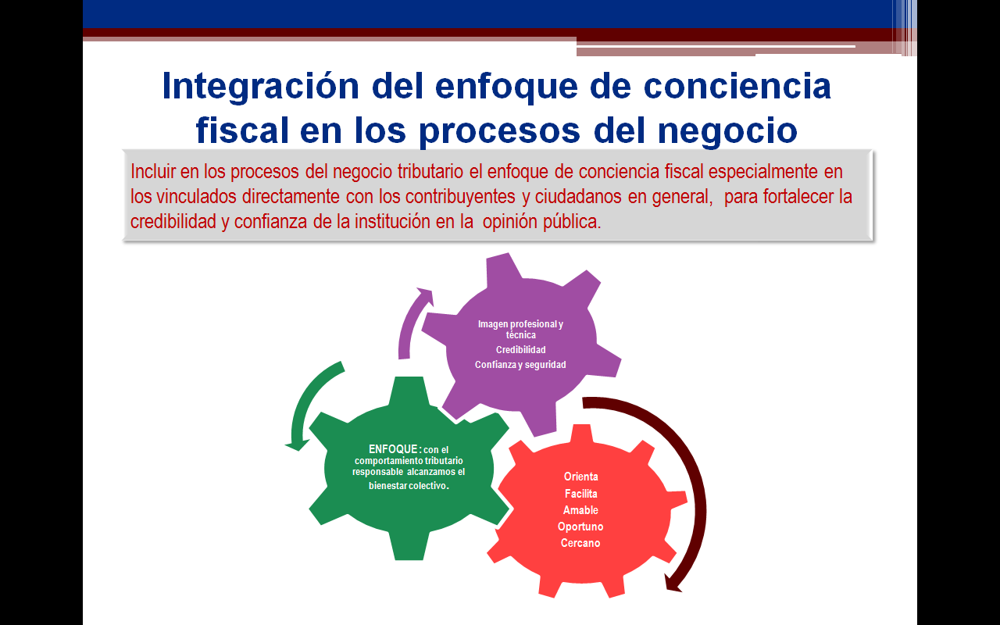 Integración del enfoque de conciencia
fiscal en los procesos del negocio
Incluir en los procesos del negocio tributario el enfoque de conciencia fiscal especialmente en
los vinculados directamente con los contribuyentes y ciudadanos en general, para fortalecer la
credibilidad y confianza de la institución en la opinión pública.
Imagen profesional y
técnica
Credibilidad
Confianza y seguridad
ENFOQUE : con el
comportamiento tributario
responsable alcanzamos el
bienestar colectivo.
Orienta
Facilita
Amable
Oportuno
Cercano